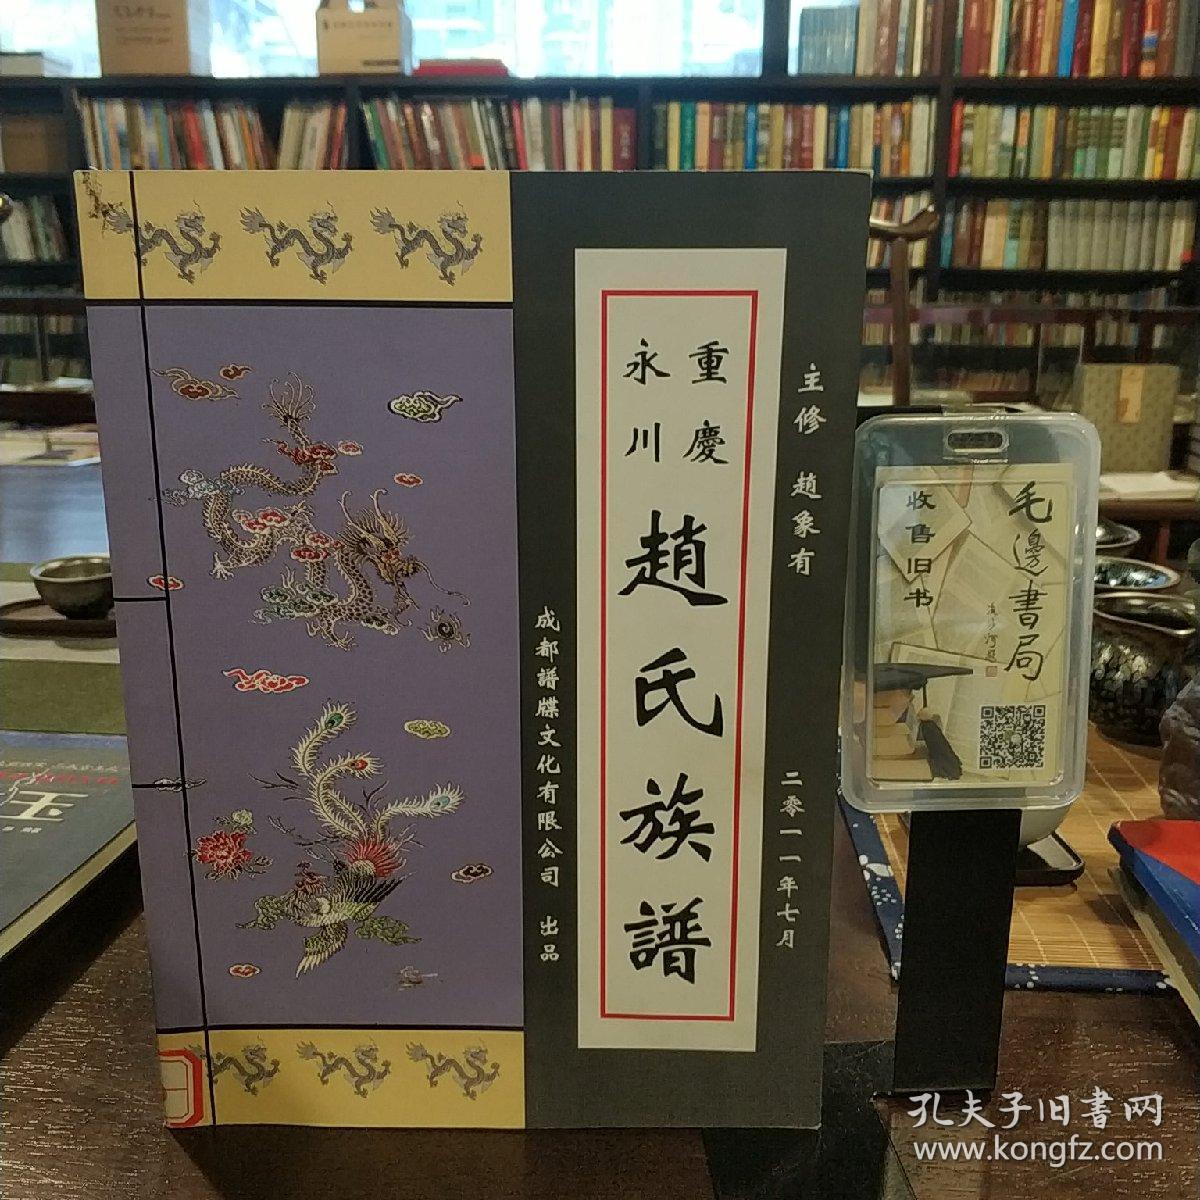 重慶
永川
趙氏族譜
主修 趙象有
二零一一年七月
成都譜牒文化有限公司 出品
毛邊書局
收售旧书
玉
孔夫子旧書网
www.kongfz.com